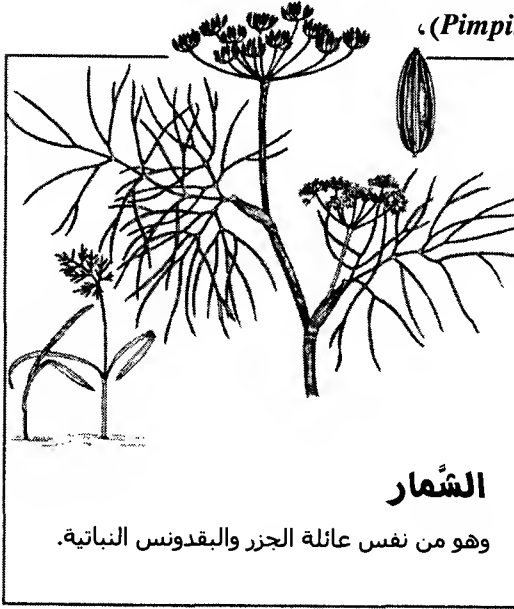 (Pimpi،
الشَّمار
وهو من نفس عائلة الجزر والبقدونس النباتية.